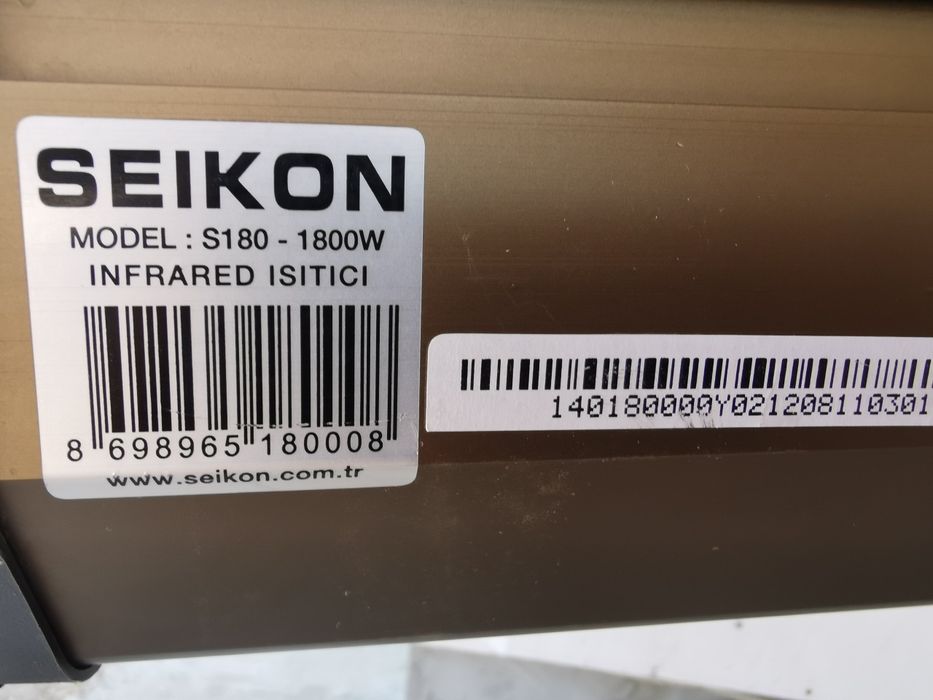 SEIKON
MODEL : S180 - 1800W
INFRARED ISITICI
8 698965 180008
www.seikon.com.tr
140180000Y021208110301